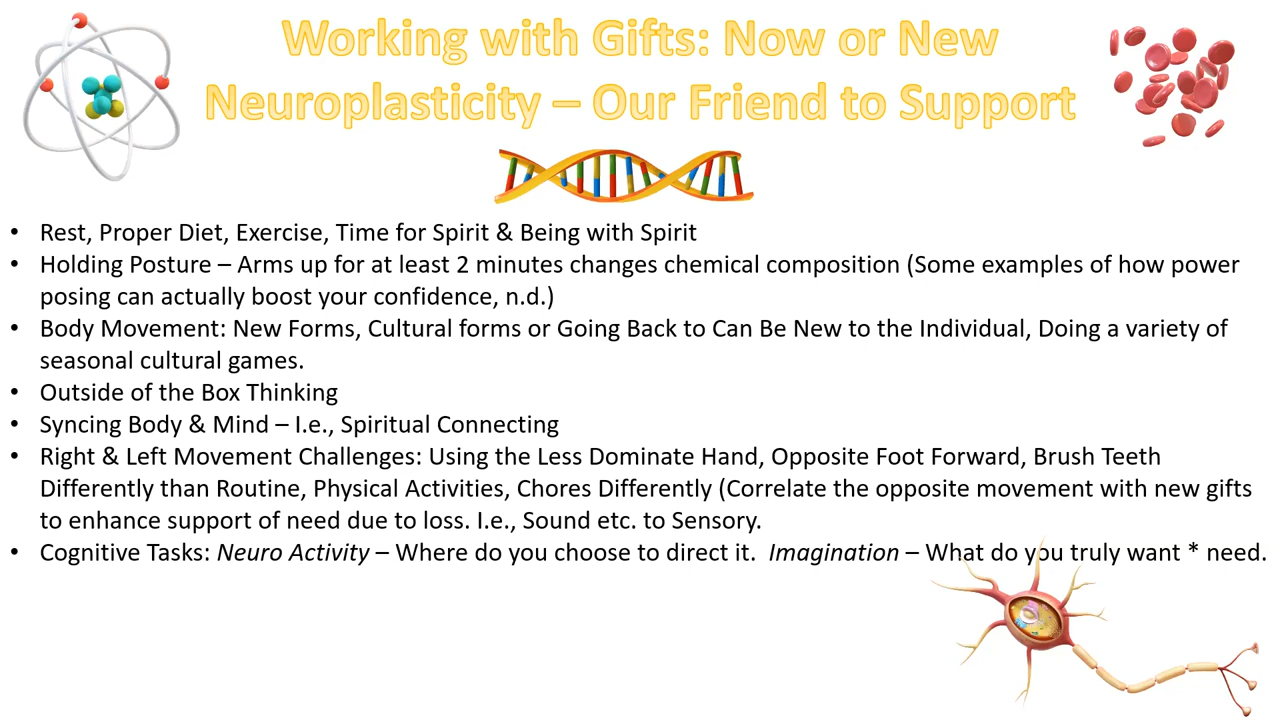 Working with Gifts: Now or New
Neuroplasticity – Our Friend to Support
• Rest, Proper Diet, Exercise, Time for Spirit & Being with Spirit
• Holding Posture – Arms up for at least 2 minutes changes chemical composition (Some examples of how power
posing can actually boost your confidence, n.d.)
• Body Movement: New Forms, Cultural forms or Going Back to Can Be New to the Individual, Doing a variety of
seasonal cultural games.
• Outside of the Box Thinking
• Syncing Body & Mind – I.e., Spiritual Connecting
• Right & Left Movement Challenges: Using the Less Dominate Hand, Opposite Foot Forward, Brush Teeth
Differently than Routine, Physical Activities, Chores Differently (Correlate the opposite movement with new gifts
to enhance support of need due to loss. I.e., Sound etc. to Sensory.
• Cognitive Tasks: Neuro Activity – Where do you choose to direct it. Imagination – What do you truly want * need.